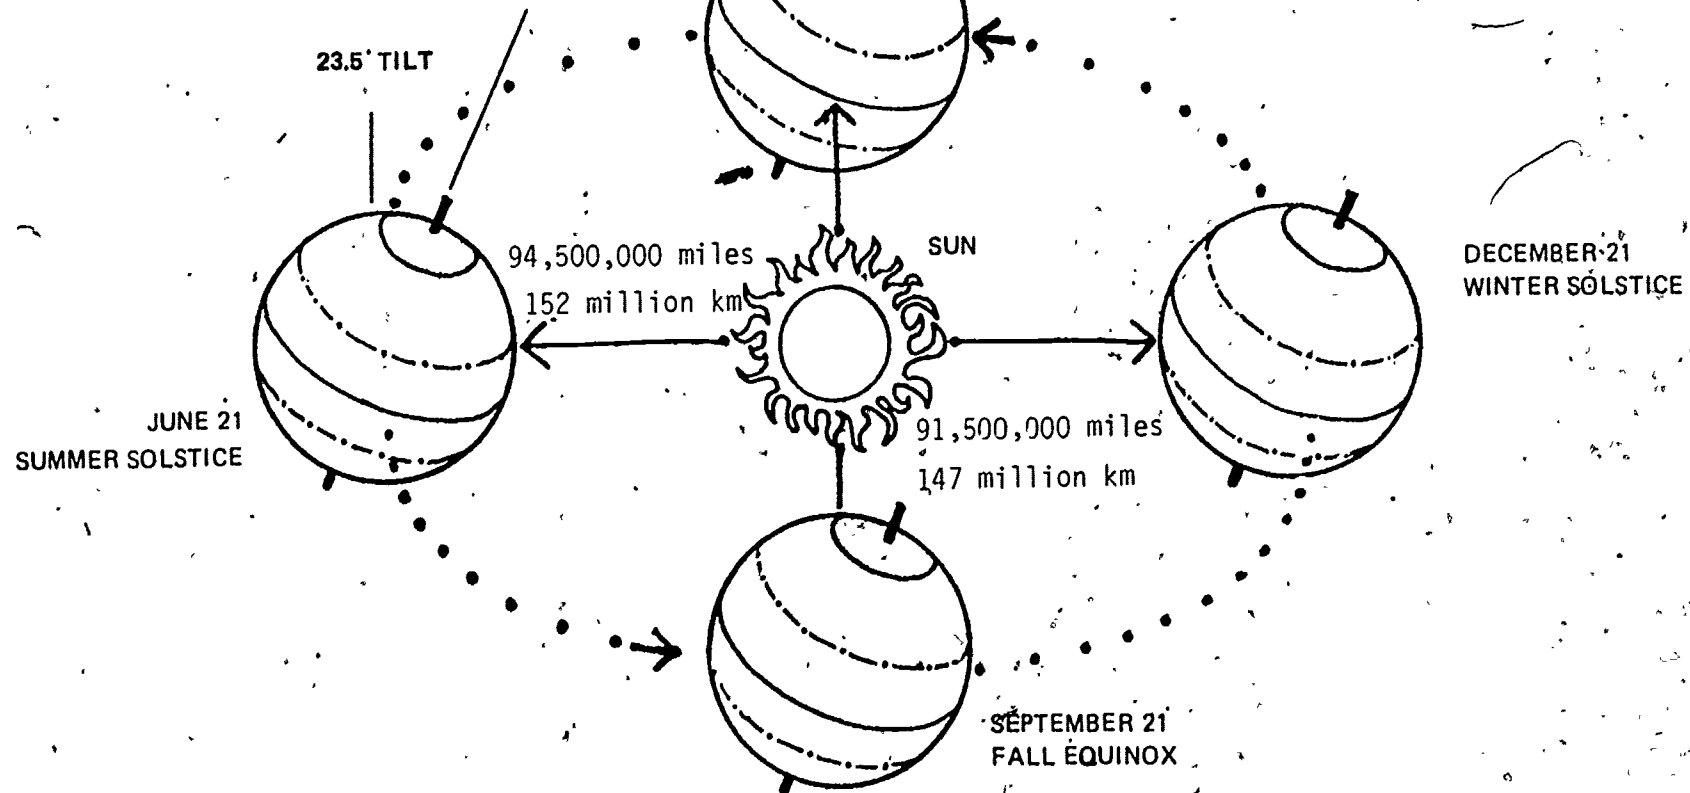 23.5° TILT
SUN
94,500,000 miles
152 million km
DECEMBER 21
WINTER SOLSTICE
JUNE 21
SUMMER SOLSTICE
91,500,000 miles
147 million km
SEPTEMBER 21
FALL EQUINOX